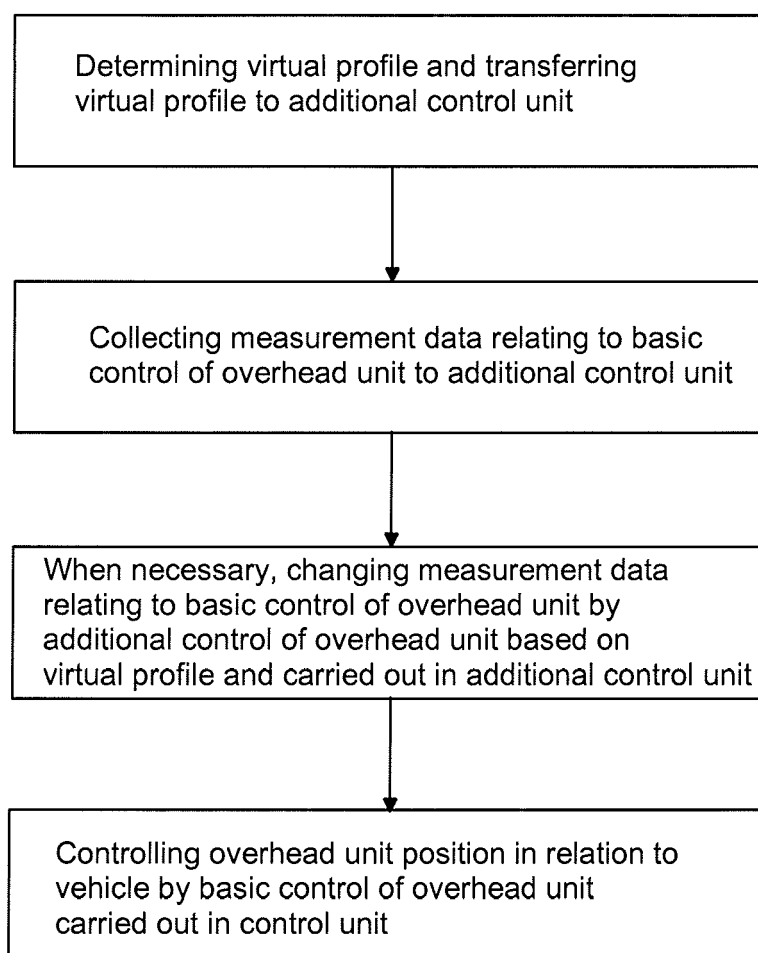 Determining virtual profile and transferring
virtual profile to additional control unit
Collecting measurement data relating to basic
control of overhead unit to additional control unit
When necessary, changing measurement data
relating to basic control of overhead unit by
additional control of overhead unit based on
virtual profile and carried out in additional control unit
Controlling overhead unit position in relation to
vehicle by basic control of overhead unit
carried out in control unit